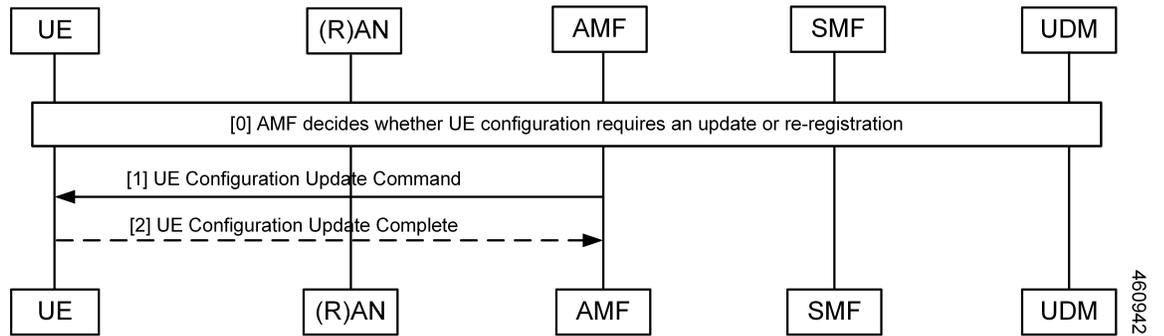 UE (R)AN AMF SMF UDM
[0] AMF decides whether UE configuration requires an update or re-registration
[1] UE Configuration Update Command
[2] UE Configuration Update Complete
UE (R)AN AMF SMF UDM
460942